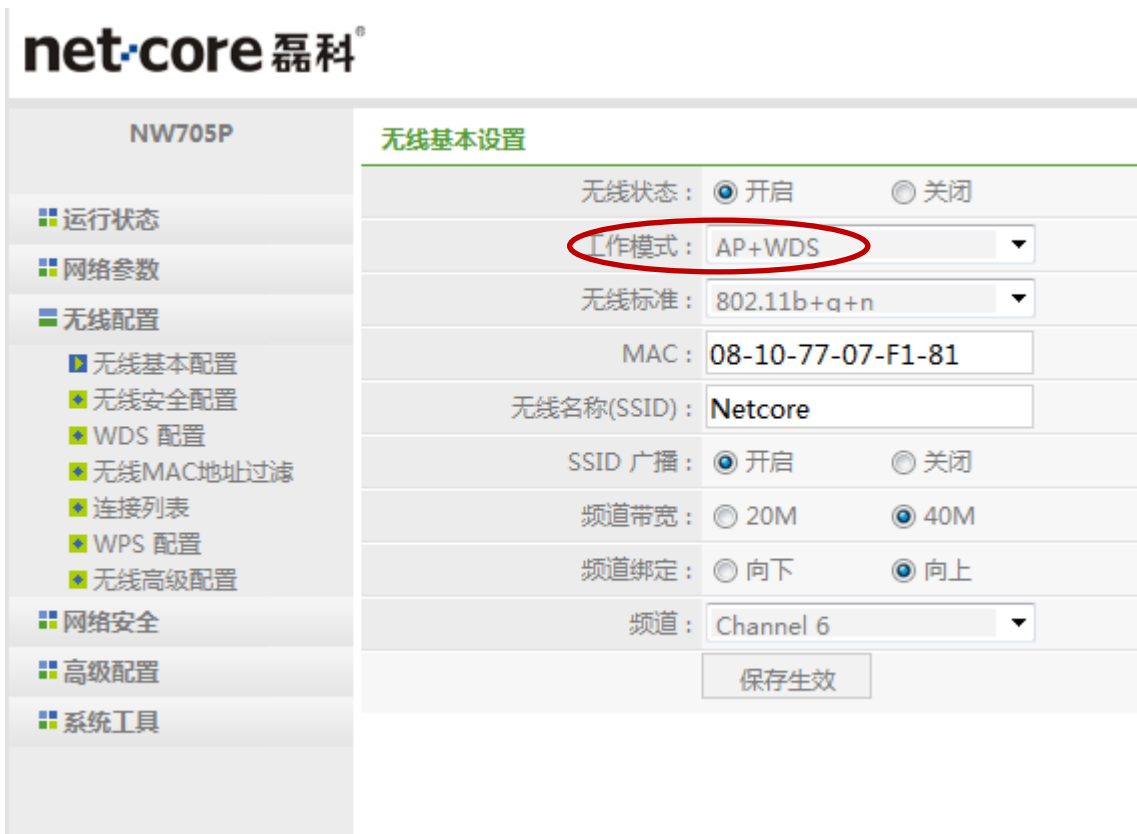 net·core 磊科®
NW705P
运行状态
网络参数
无线配置
无线基本配置
无线安全配置
WDS 配置
无线MAC地址过滤
连接列表
WPS 配置
无线高级配置
网络安全
高级配置
系统工具
无线基本设置
无线状态： 开启 关闭
工作模式： AP+WDS
无线标准： 802.11b+g+n
MAC： 08-10-77-07-F1-81
无线名称(SSID)： Netcore
SSID 广播： 开启 关闭
频道带宽： 20M 40M
频道绑定： 向下 向上
频道： Channel 6
保存生效